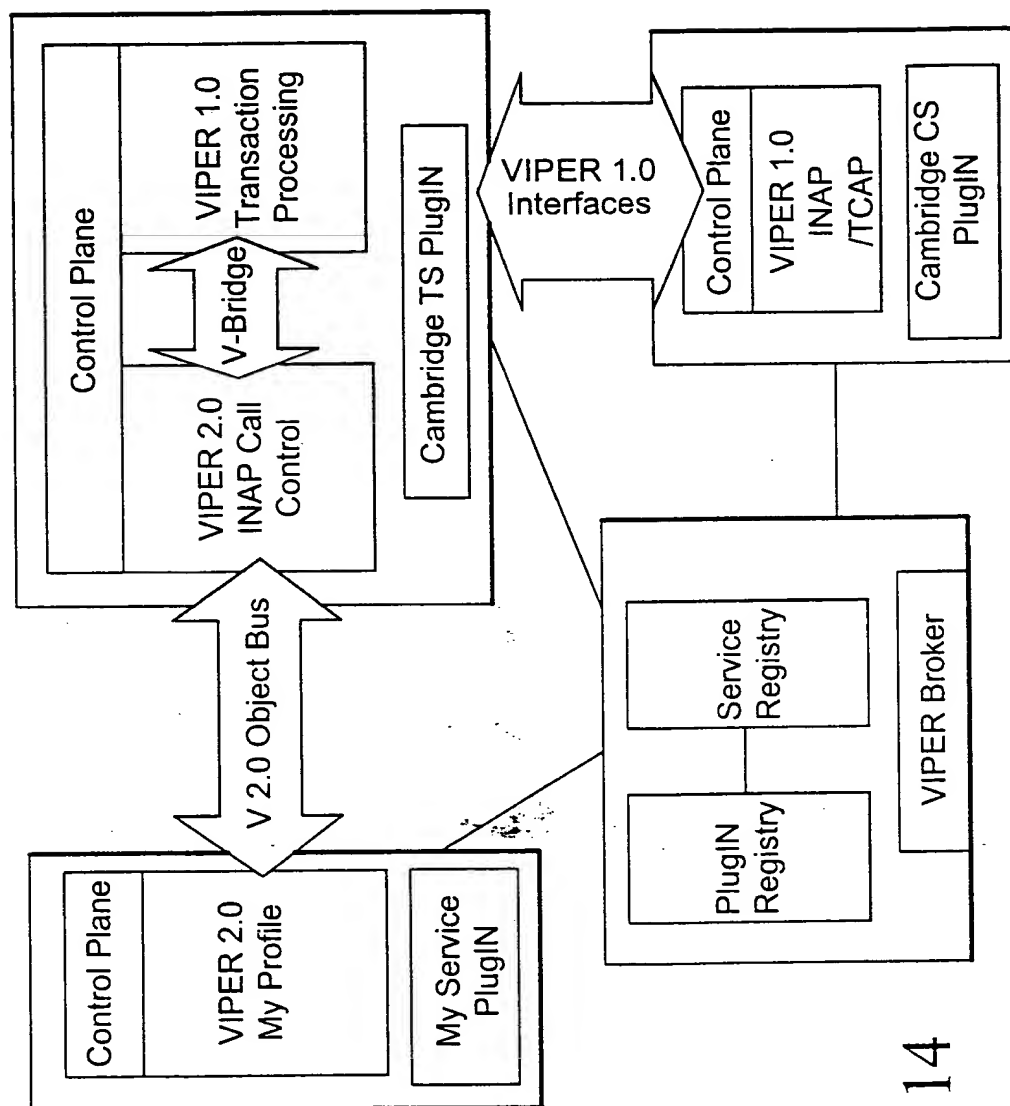 Control Plane
VIPER 2.0
My Profile
My Service
PlugIN
V 2.0 Object Bus
Control Plane
VIPER 2.0
INAP Call
Control
V-Bridge
VIPER 1.0
Transaction
Processing
Cambridge TS PlugIN
VIPER 1.0
Interfaces
PlugIN
Registry
Service
Registry
VIPER Broker
Control Plane
VIPER 1.0
INAP
/TCAP
Cambridge CS
PlugIN
14